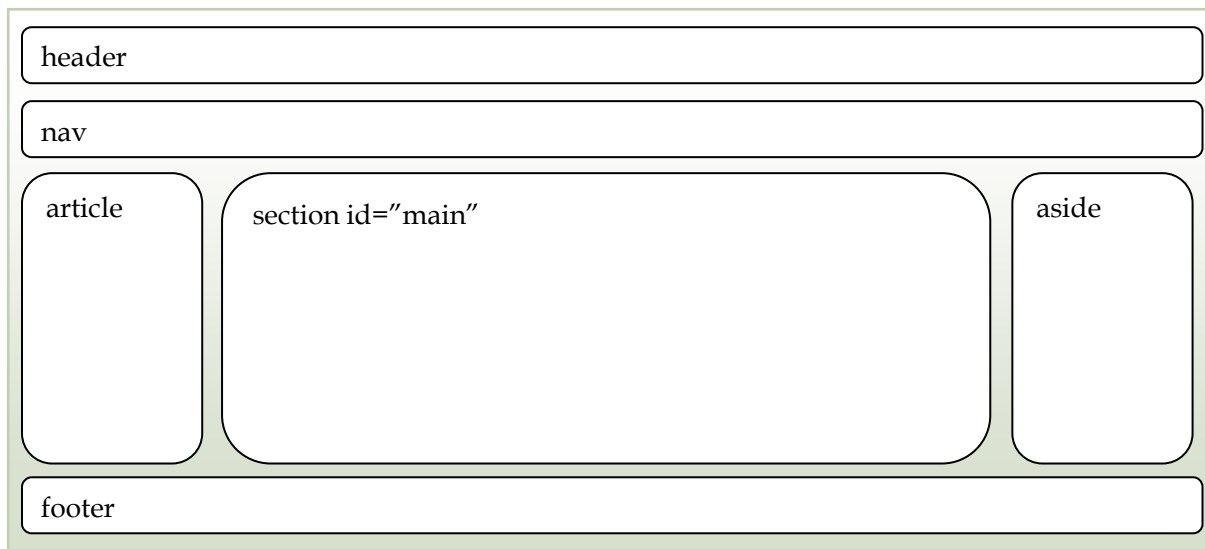 header
nav
article
section id=”main”
aside
footer